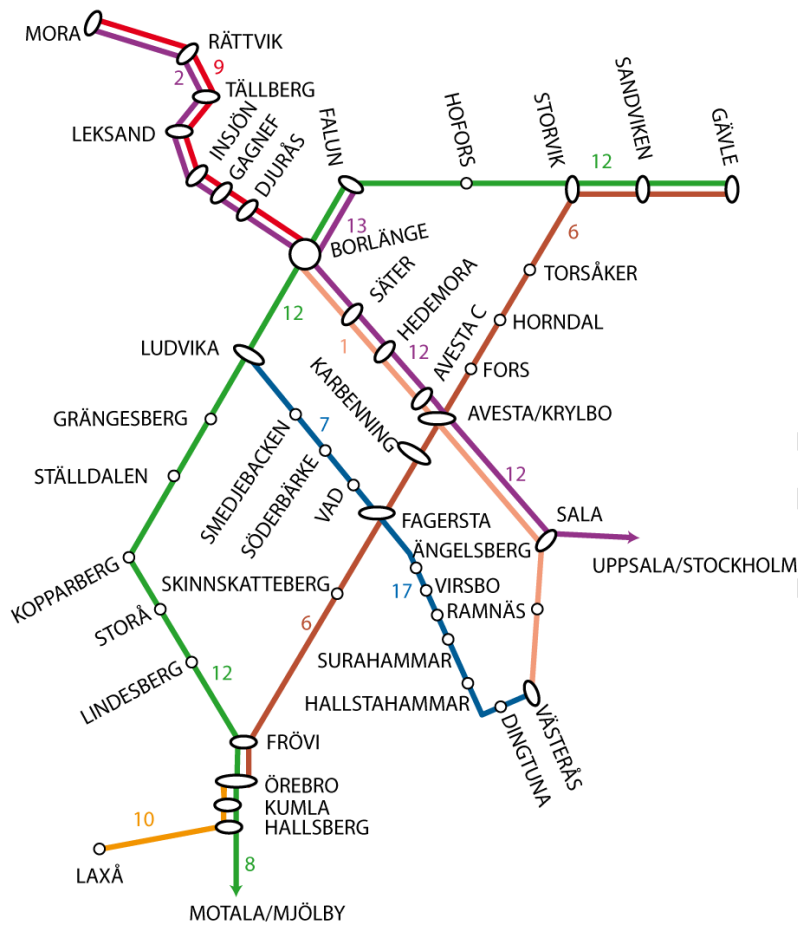 MORA
RÄTTVIK
2
9
TÄLLBERG
LEKSAND
INSJÖN
GAGNEF
DJURÅS
FALUN
HOFORS
STORVIK
SANDVIKEN
GÄVLE
12
13
6
BORLÄNGE
TORSÅKER
SÄTER
HEDEMORA
12
HORNDAL
1
12
AVESTA C
LUDVIKA
FORS
KARBENNING
AVESTA/KRYLBO
GRÄNGESBERG
7
STÄLLDALEN
SMEDJEBACKEN
SÖDERBÄRKE
VAD
12
FAGERSTA
SALA
ÄNGELSBERG
UPPSALA/STOCKHOLM
KOPPARBERG
SKINNSKATTEBERG
17
VIRSBO
RAMNÄS
STORÅ
6
SURAHAMMAR
LINDESBERG
12
HALLSTAHAMMAR
DINGTUNA
VÄSTERÅS
FRÖVI
ÖREBRO
KUMLA
10
HALLSBERG
LAXÅ
8
MOTALA/MJÖLBY